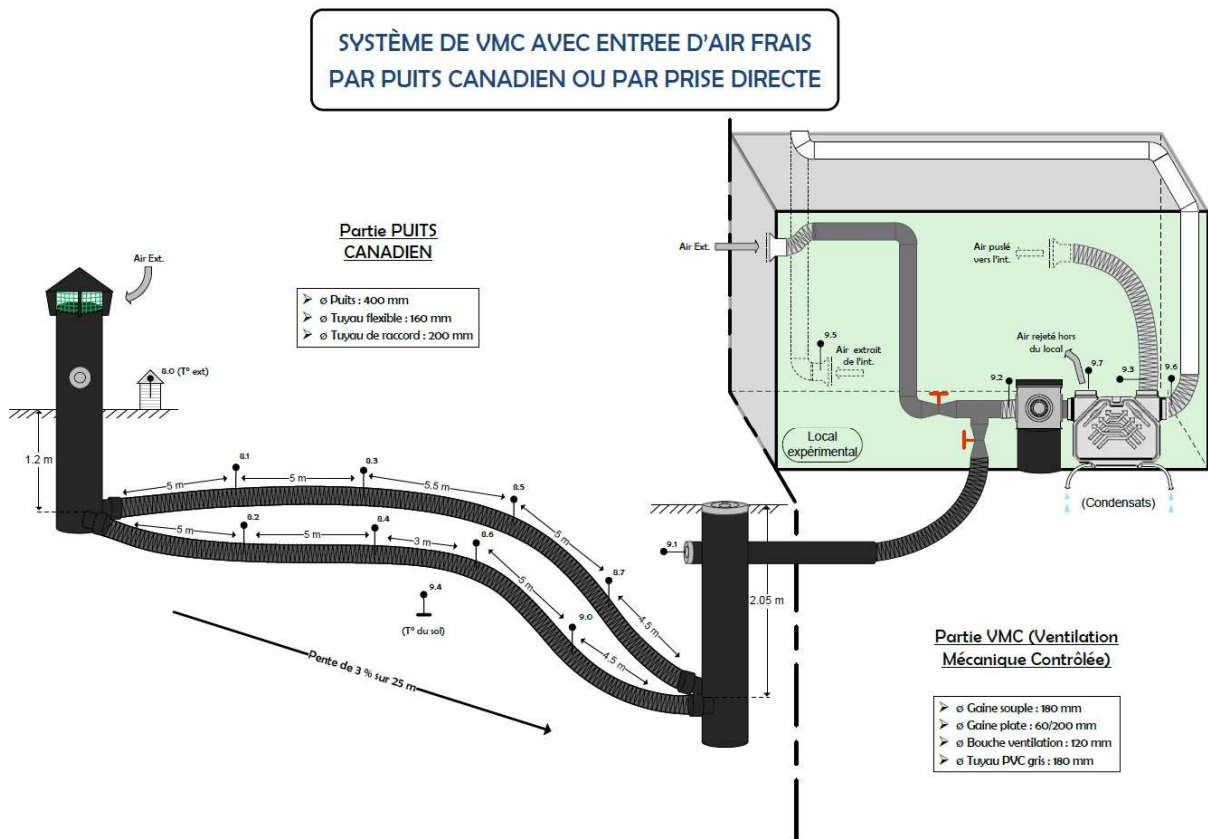 SYSTÈME DE VMC AVEC ENTREE D'AIR FRAIS
PAR PUITS CANADIEN OU PAR PRISE DIRECTE
Partie PUITS
CANADIEN
Air Ext.
➢ ø Puits : 400 mm
➢ ø Tuyau flexible : 160 mm
➢ ø Tuyau de raccord : 200 mm
8.0 (T° ext)
1.2 m
5 m
8.1
5 m
8.3
5.5 m
8.5
5 m
8.7
4.5 m
5 m
8.2
5 m
8.4
3 m
8.6
5 m
9.0
4.5 m
9.4
(T° du sol)
Pente de 3 % sur 25 m
9.1
2.05 m
Air Ext.
Air puslé
vers l'int.
9.5
Air extrait
de l'int.
Air rejeté hors
du local
9.2
9.7
9.3
9.6
Local
expérimental
(Condensats)
Partie VMC (Ventilation
Mécanique Contrôlée)
➢ ø Gaine souple : 180 mm
➢ ø Gaine plate : 60/200 mm
➢ ø Bouche ventilation : 120 mm
➢ ø Tuyau PVC gris : 180 mm